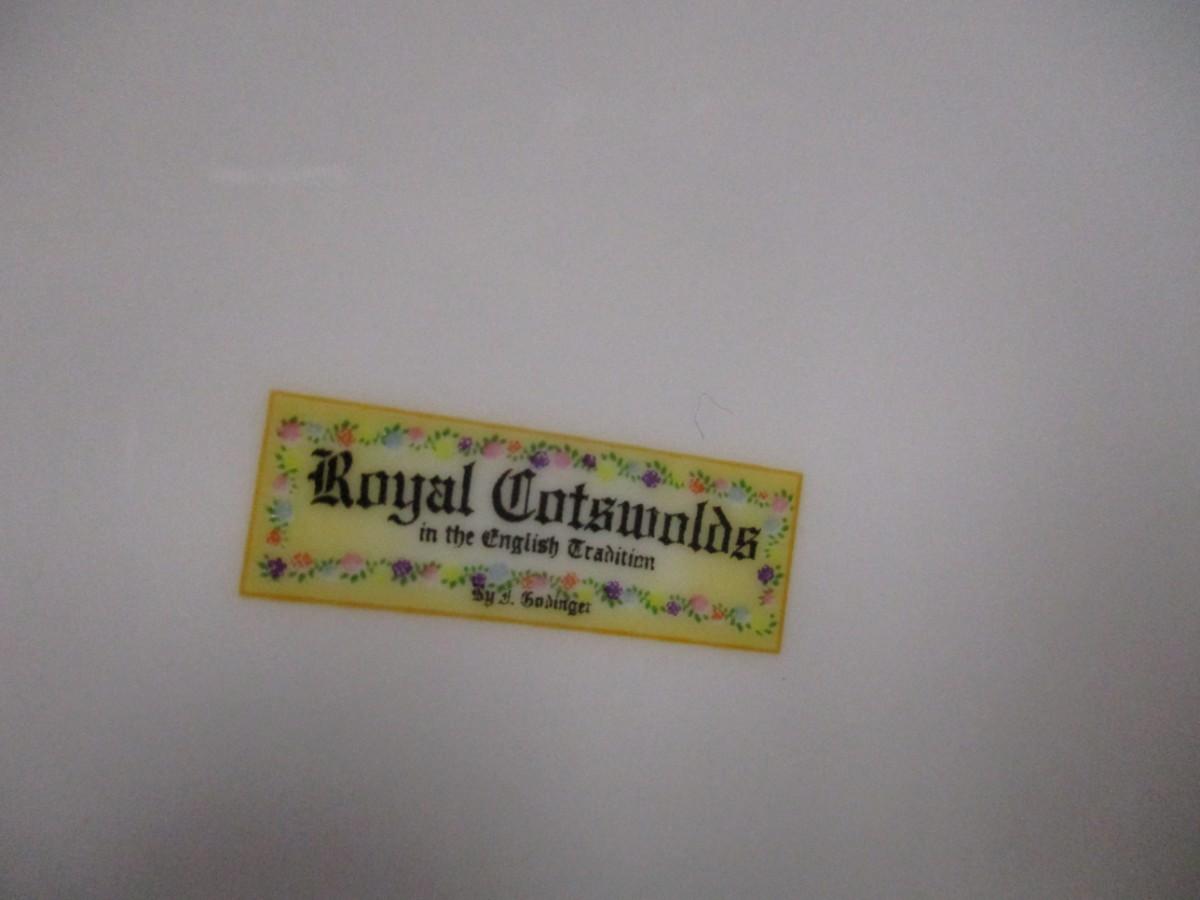 Royal Cotswolds
in the English Tradition
By J. Godinger